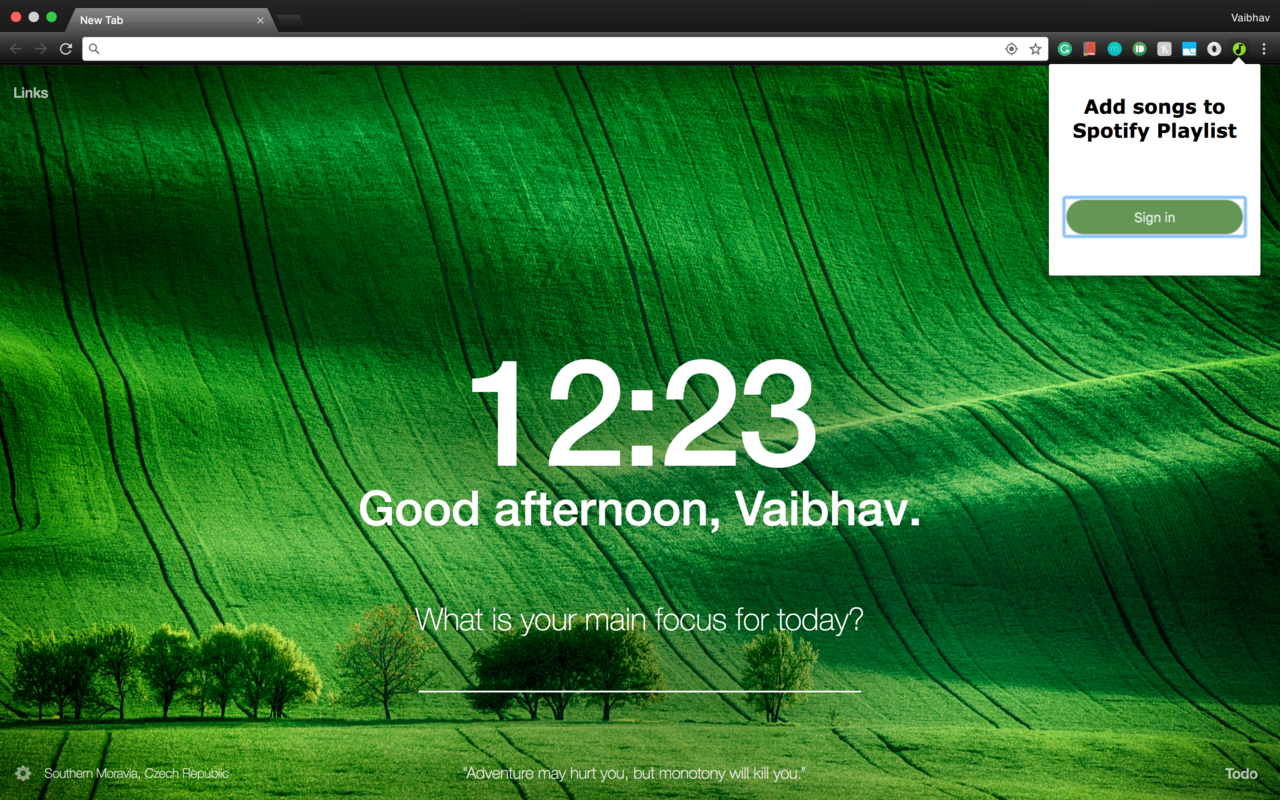 New Tab
Vaibhav
Links
Add songs to
Spotify Playlist
Sign in
12:23
Good afternoon, Vaibhav.
What is your main focus for today?
Southern Moravia, Czech Republic
“Adventure may hurt you, but monotony will kill you.”
Todo